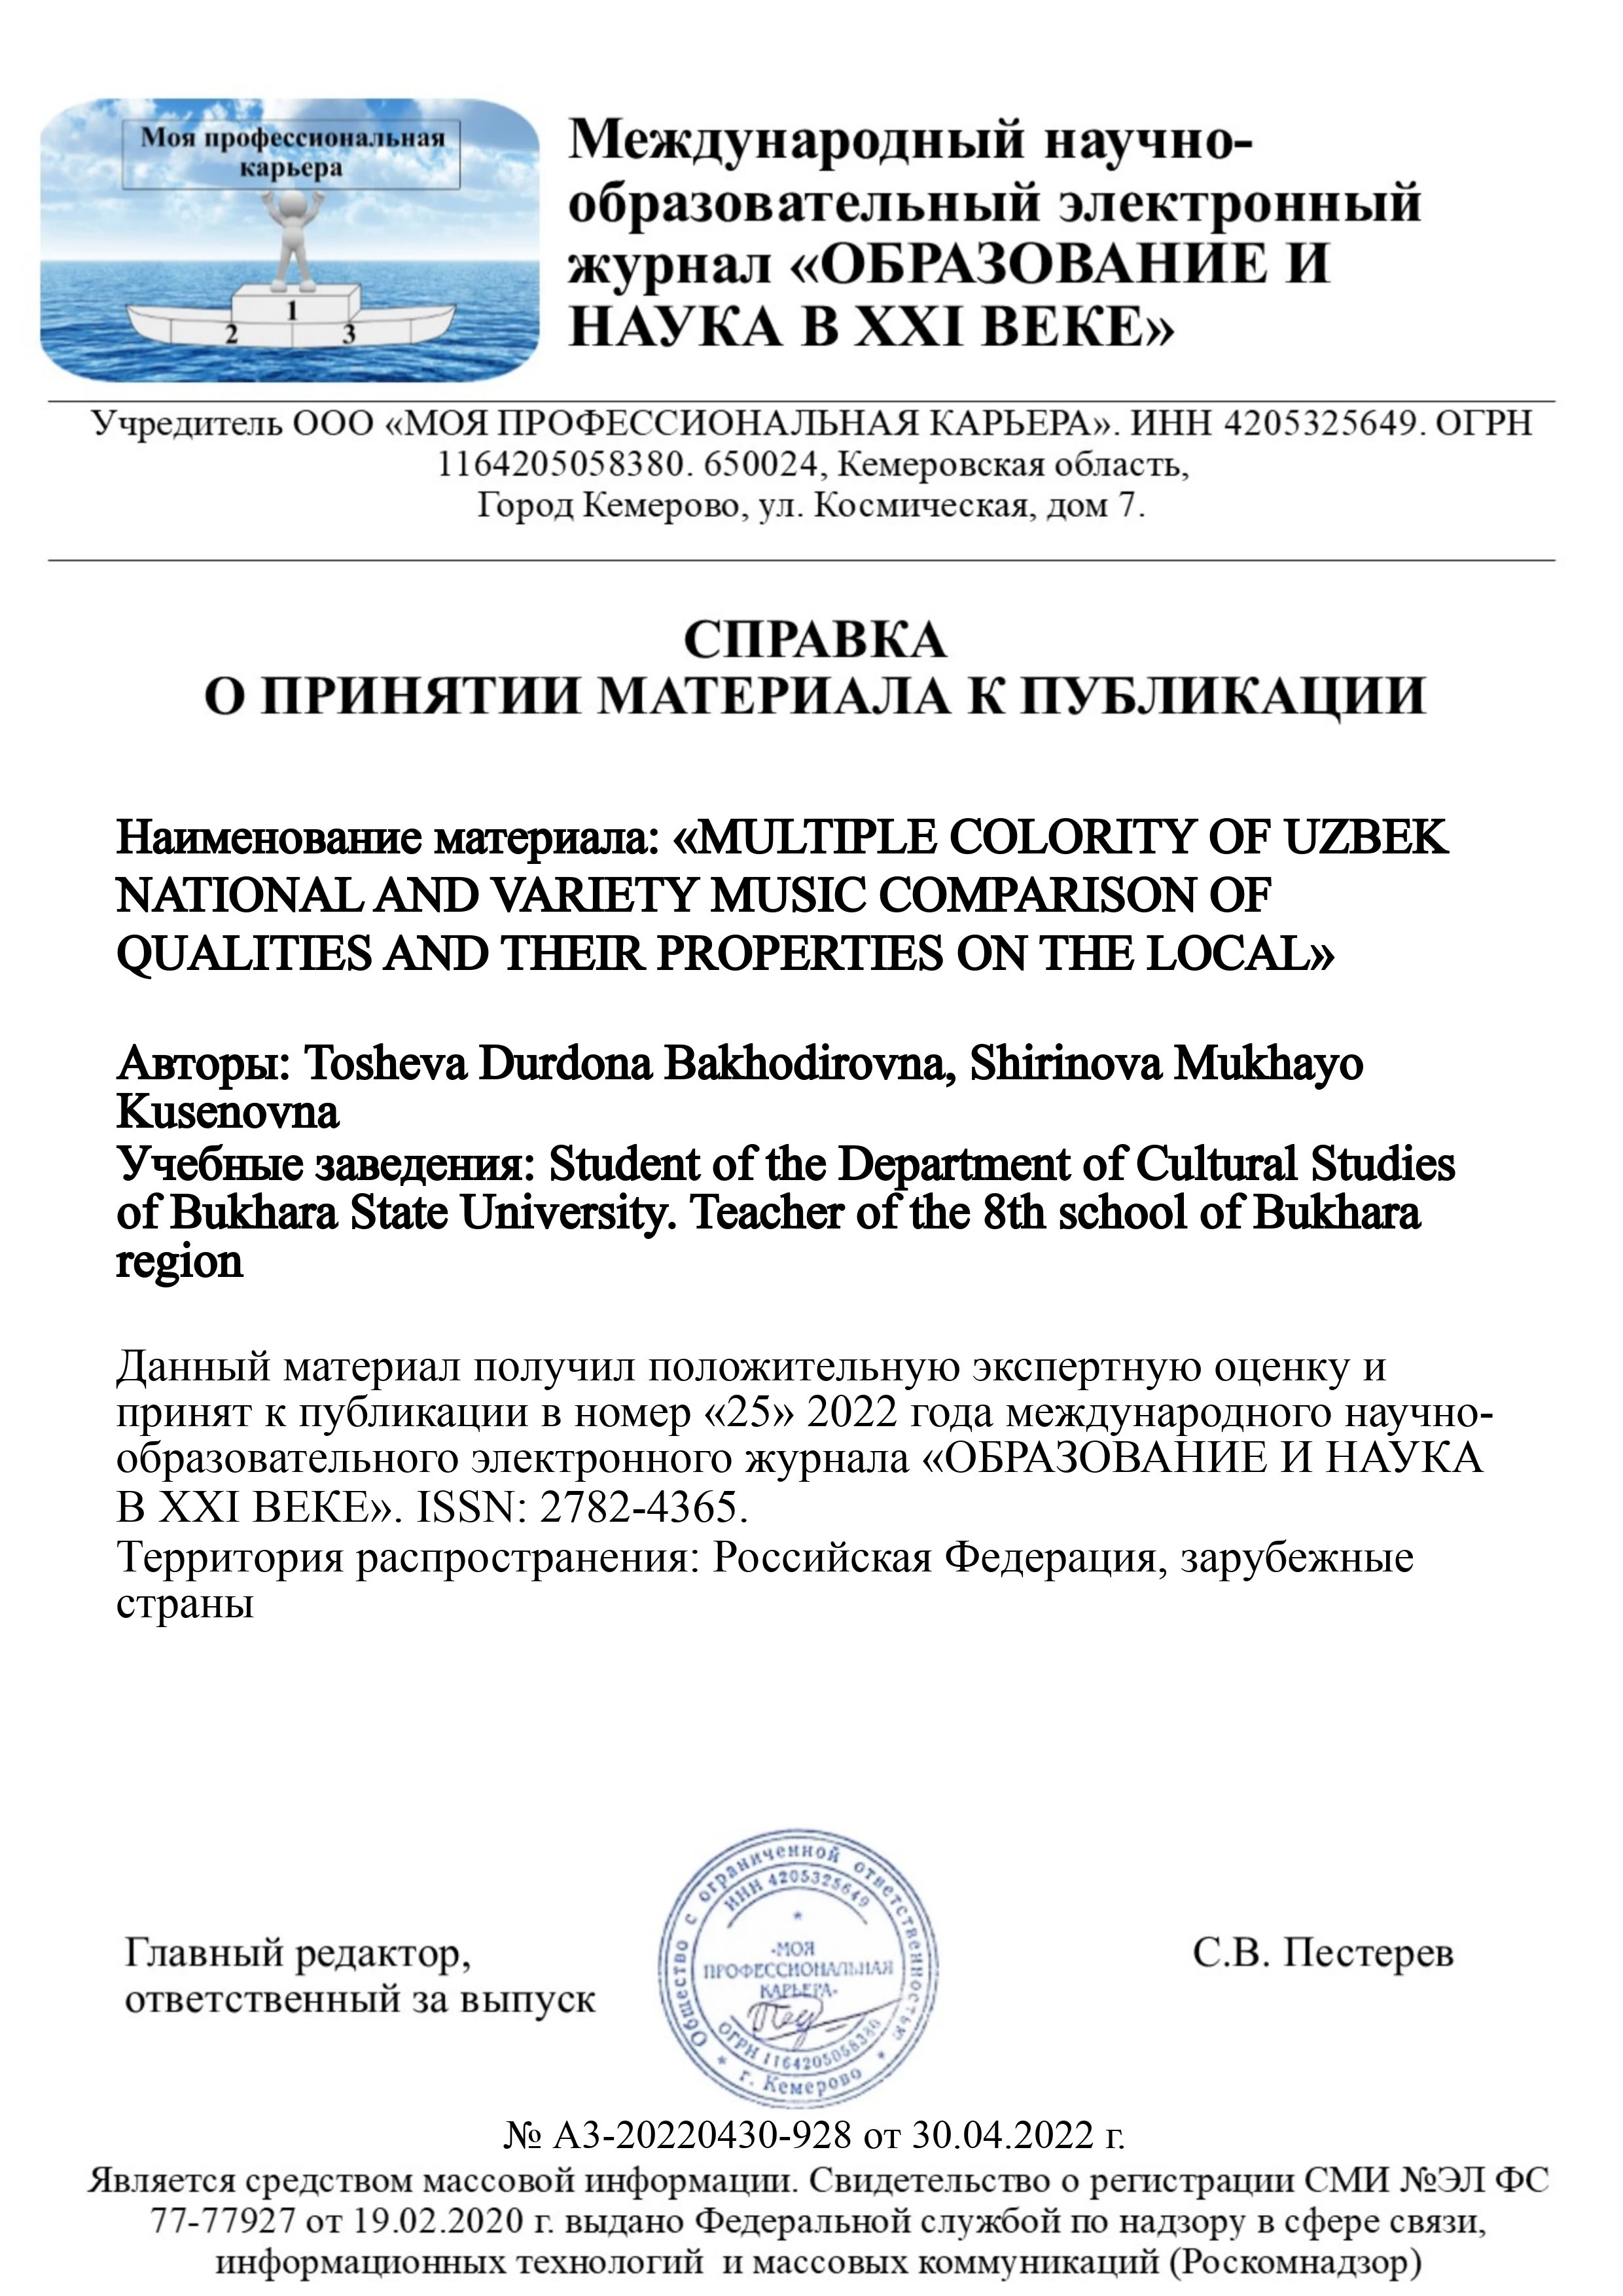 Моя профессиональная
карьера
1
2
3
Международный научно-
образовательный электронный
журнал «ОБРАЗОВАНИЕ И
НАУКА В XXI ВЕКЕ»
Учредитель ООО «МОЯ ПРОФЕССИОНАЛЬНАЯ КАРЬЕРА». ИНН 4205325649. ОГРН
1164205058380. 650024, Кемеровская область,
Город Кемерово, ул. Космическая, дом 7.
СПРАВКА
О ПРИНЯТИИ МАТЕРИАЛА К ПУБЛИКАЦИИ
Наименование материала: «MULTIPLE COLORITY OF UZBEK
NATIONAL AND VARIETY MUSIC COMPARISON OF
QUALITIES AND THEIR PROPERTIES ON THE LOCAL»
Авторы: Tosheva Durdona Bakhodirovna, Shirinova Mukhayo
Kusenovna
Учебные заведения: Student of the Department of Cultural Studies
of Bukhara State University. Teacher of the 8th school of Bukhara
region
Данный материал получил положительную экспертную оценку и
принят к публикации в номер «25» 2022 года международного научно-
образовательного электронного журнала «ОБРАЗОВАНИЕ И НАУКА
В XXI ВЕКЕ». ISSN: 2782-4365.
Территория распространения: Российская Федерация, зарубежные
страны
Главный редактор,
ответственный за выпуск
Общество с ограниченной ответственностью
ИНН 4205325649
«МОЯ
ПРОФЕССИОНАЛЬНАЯ
КАРЬЕРА»
ОГРН 1164205058380
* г. Кемерово *
С.В. Пестерев
№ А3-20220430-928 от 30.04.2022 г.
Является средством массовой информации. Свидетельство о регистрации СМИ №ЭЛ ФС
77-77927 от 19.02.2020 г. выдано Федеральной службой по надзору в сфере связи,
информационных технологий  и массовых коммуникаций (Роскомнадзор)